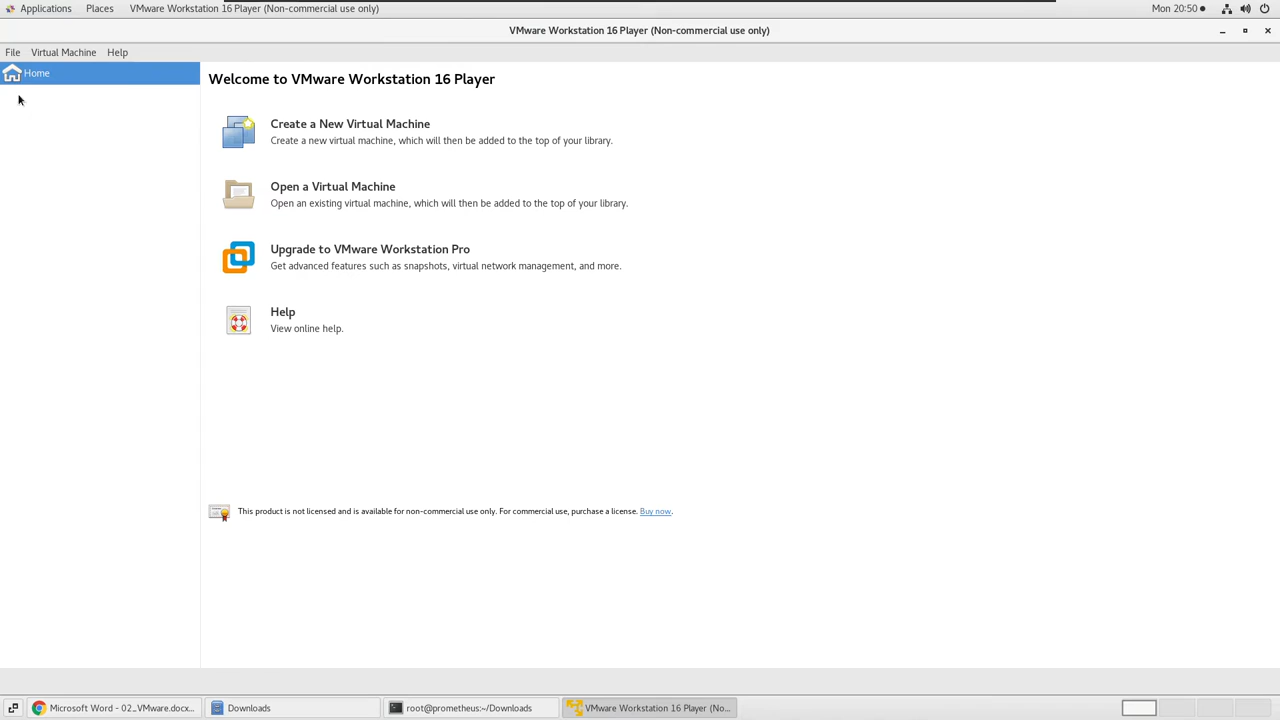 Applications Places VMware Workstation 16 Player (Non-commercial use only) Mon 20:50
VMware Workstation 16 Player (Non-commercial use only)
File Virtual Machine Help
Home
Welcome to VMware Workstation 16 Player
Create a New Virtual Machine
Create a new virtual machine, which will then be added to the top of your library.
Open a Virtual Machine
Open an existing virtual machine, which will then be added to the top of your library.
Upgrade to VMware Workstation Pro
Get advanced features such as snapshots, virtual network management, and more.
Help
View online help.
This product is not licensed and is available for non-commercial use only. For commercial use, purchase a license. Buy now.
Microsoft Word - 02_VMware.docx... Downloads root@prometheus:~/Downloads VMware Workstation 16 Player (No...